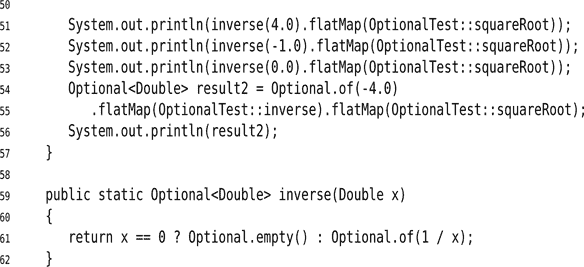 50
51 System.out.println(inverse(4.0).flatMap(OptionalTest::squareRoot));
52 System.out.println(inverse(-1.0).flatMap(OptionalTest::squareRoot));
53 System.out.println(inverse(0.0).flatMap(OptionalTest::squareRoot));
54 Optional<Double> result2 = Optional.of(-4.0)
55 .flatMap(OptionalTest::inverse).flatMap(OptionalTest::squareRoot);
56 System.out.println(result2);
57 }
58
59 public static Optional<Double> inverse(Double x)
60 {
61 return x == 0 ? Optional.empty() : Optional.of(1 / x);
62 }